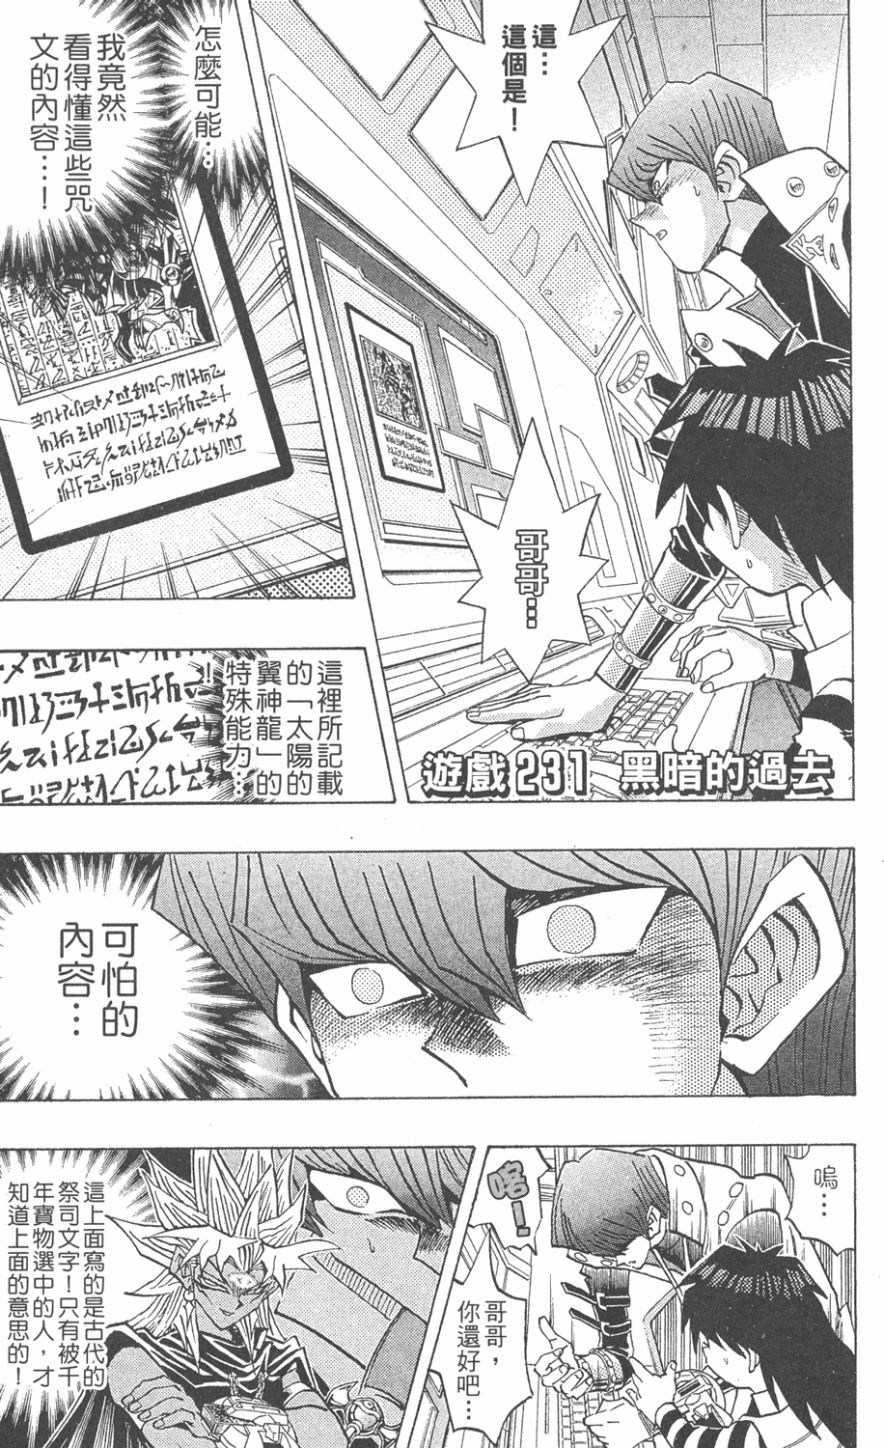 這…
這個是！
哥哥…
遊戲231 黑暗的過去
怎麼可能…
我竟然
看得懂這些咒
文的內容…！
這裡所記載
的「太陽的
翼神龍」的
特殊能力…
！
可怕的
內容…
嗚…
喀！
哥哥，
你還好吧…
這上面寫的是古代的
祭司文字！只有被千
年寶物選中的人，才
知道上面的意思的！